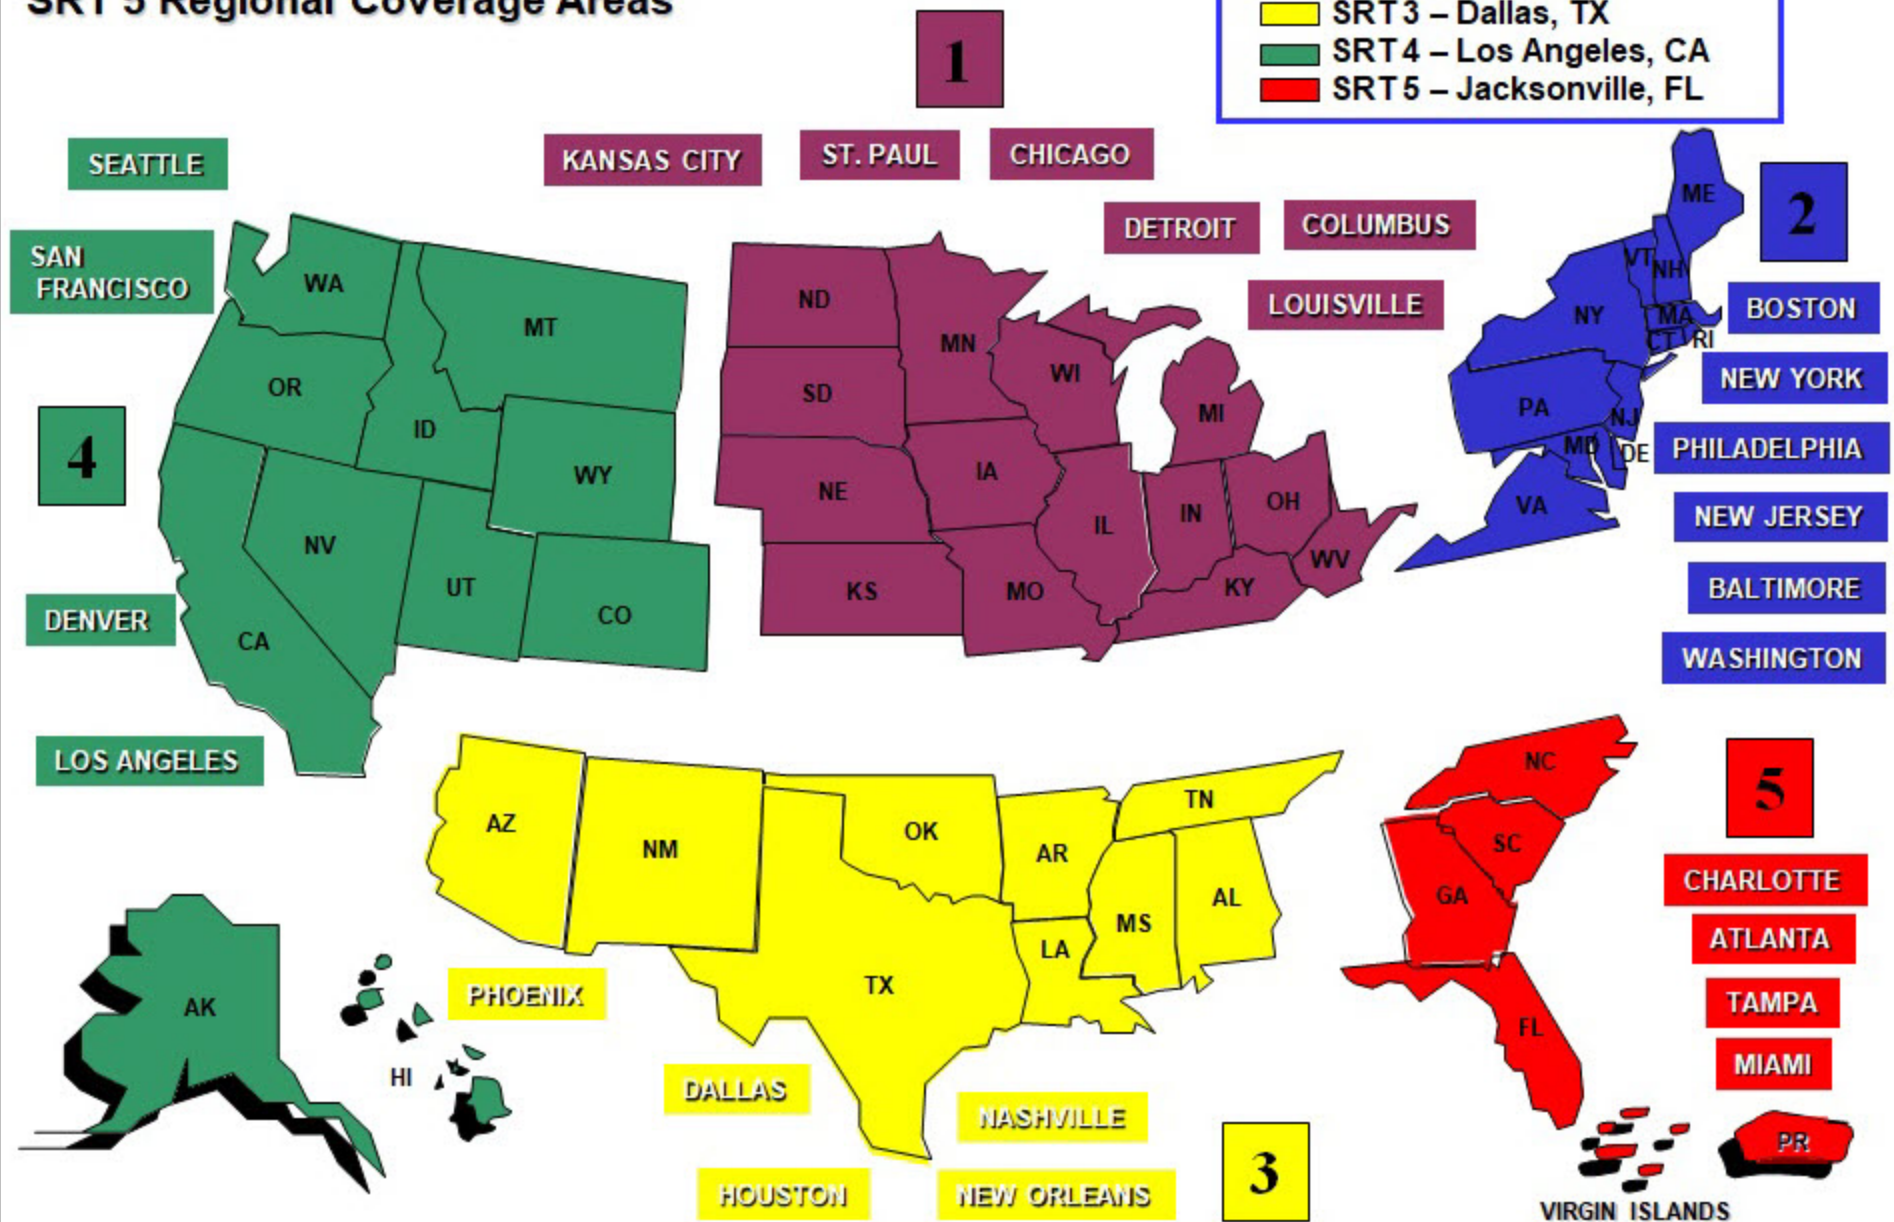 SRT 5 Regional Coverage Areas
SRT 3 – Dallas, TX
SRT 4 – Los Angeles, CA
SRT 5 – Jacksonville, FL
1
KANSAS CITY
ST. PAUL
CHICAGO
DETROIT
COLUMBUS
LOUISVILLE
ND
MN
SD
WI
MI
NE
IA
IL
IN
OH
KS
MO
KY
WV
2
ME
VT
NH
NY
MA
CT
RI
PA
NJ
MD
DE
VA
BOSTON
NEW YORK
PHILADELPHIA
NEW JERSEY
BALTIMORE
WASHINGTON
SEATTLE
SAN
FRANCISCO
4
DENVER
LOS ANGELES
WA
MT
OR
ID
WY
NV
UT
CO
CA
AK
HI
AZ
NM
OK
AR
TN
TX
LA
MS
AL
PHOENIX
DALLAS
NASHVILLE
HOUSTON
NEW ORLEANS
3
NC
SC
GA
FL
5
CHARLOTTE
ATLANTA
TAMPA
MIAMI
PR
VIRGIN ISLANDS